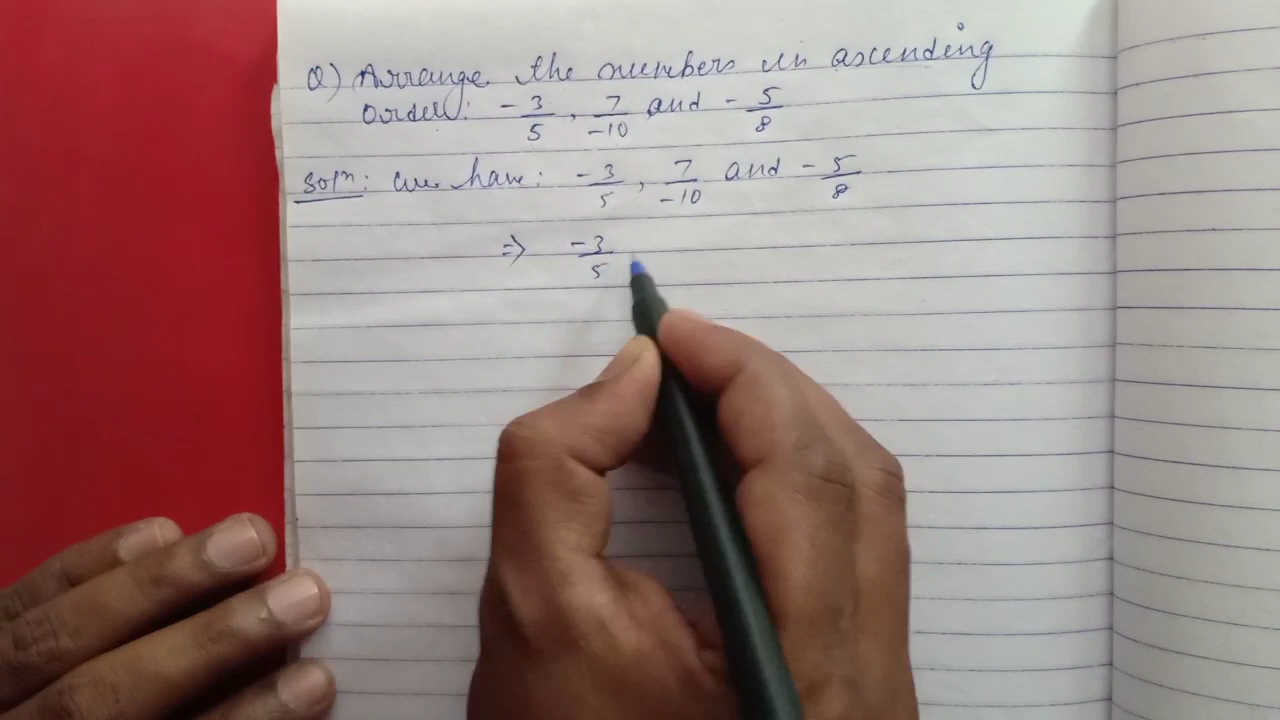 Q) Arrange the numbers in ascending
order: -3/5, 7/-10 and -5/8
Soln: we have: -3/5, 7/-10 and -5/8
⇒ -3/5